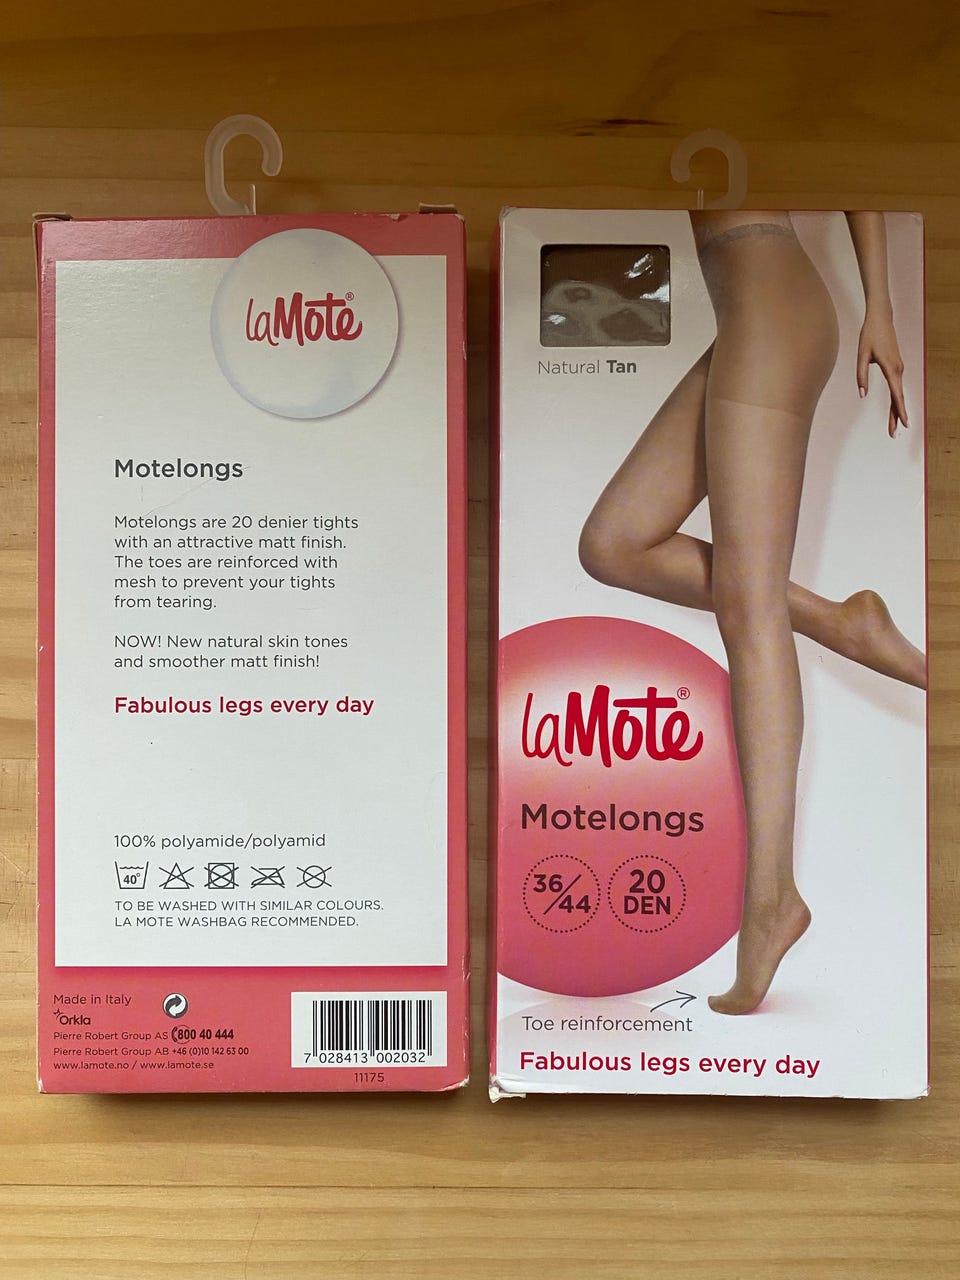 laMote®
Motelongs
Motelongs are 20 denier tights
with an attractive matt finish.
The toes are reinforced with
mesh to prevent your tights
from tearing.
NOW! New natural skin tones
and smoother matt finish!
Fabulous legs every day
100% polyamide/polyamid
40°
TO BE WASHED WITH SIMILAR COLOURS.
LA MOTE WASHBAG RECOMMENDED.
Made in Italy
Orkla
Pierre Robert Group AS 800 40 444
Pierre Robert Group AB +46 (0)10 142 63 00
www.lamote.no / www.lamote.se
7 028413 002032
11175
Natural Tan
laMote®
Motelongs
36/44
20
DEN
Toe reinforcement
Fabulous legs every day